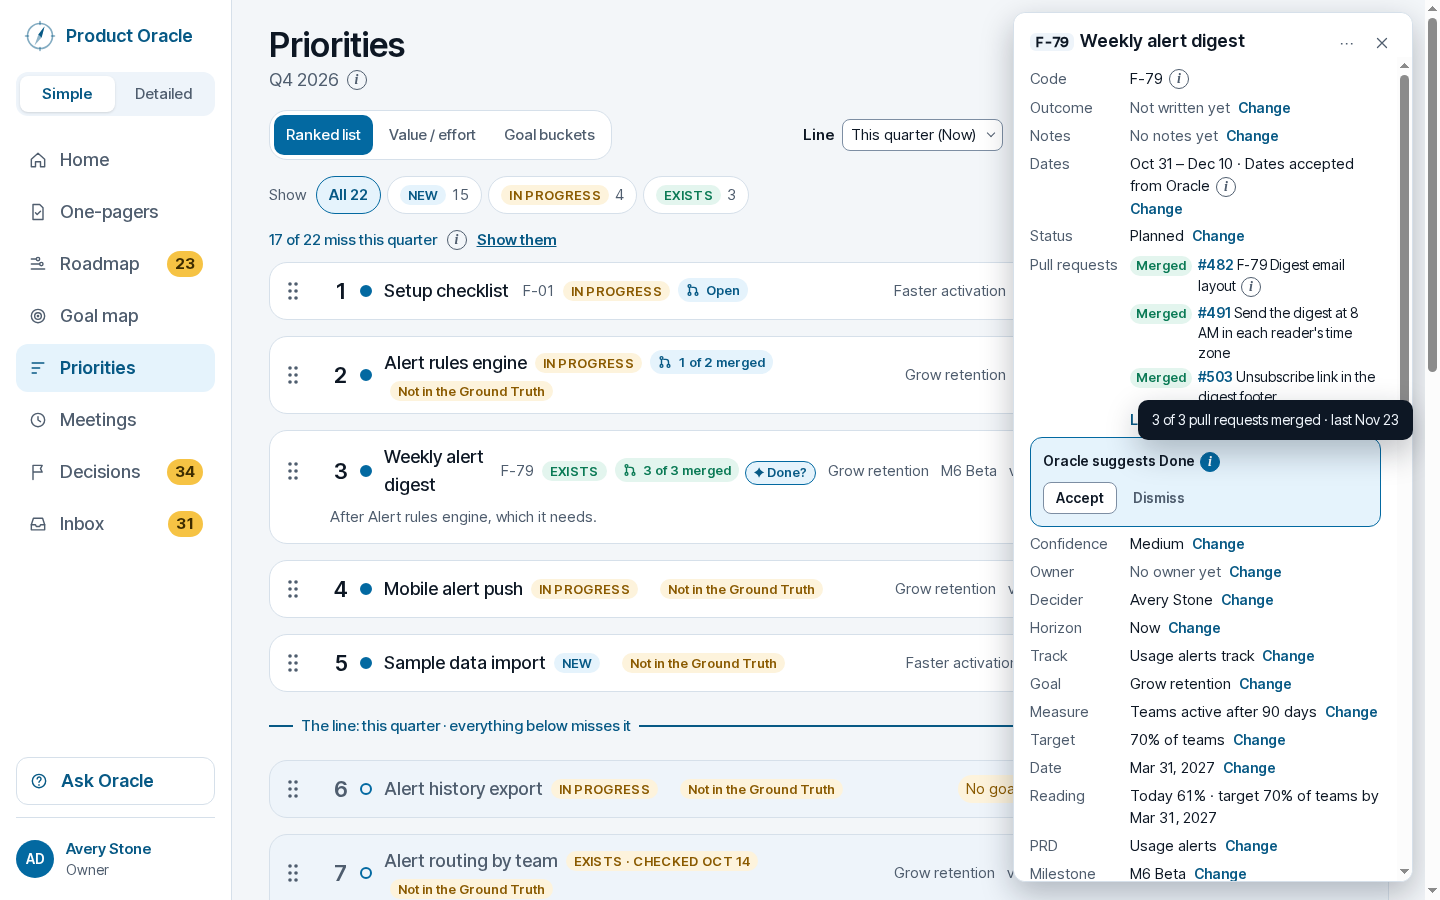 Product Oracle
Simple
Detailed
Home
One-pagers
Roadmap
23
Goal map
Priorities
Meetings
Decisions
34
Inbox
31
Ask Oracle
AD
Avery Stone
Owner
Priorities
Q4 2026 i
Ranked list
Value / effort
Goal buckets
Line
This quarter (Now)
Show
All 22
NEW 15
IN PROGRESS 4
EXISTS 3
17 of 22 miss this quarter i Show them
1 Setup checklist F-01 IN PROGRESS Open Faster activation
2 Alert rules engine IN PROGRESS 1 of 2 merged Grow retention
Not in the Ground Truth
3 Weekly alert digest F-79 EXISTS 3 of 3 merged Done? Grow retention M6 Beta
After Alert rules engine, which it needs.
4 Mobile alert push IN PROGRESS Not in the Ground Truth Grow retention
5 Sample data import NEW Not in the Ground Truth Faster activation
The line: this quarter · everything below misses it
6 Alert history export IN PROGRESS Not in the Ground Truth No goa
7 Alert routing by team EXISTS · CHECKED OCT 14 Grow retention
Not in the Ground Truth
F-79 Weekly alert digest
Code F-79 i
Outcome Not written yet Change
Notes No notes yet Change
Dates Oct 31 – Dec 10 · Dates accepted
from Oracle i
Change
Status Planned Change
Pull requests Merged #482 F-79 Digest email
layout i
Merged #491 Send the digest at 8
AM in each reader's time
zone
Merged #503 Unsubscribe link in the
digest footer
3 of 3 pull requests merged · last Nov 23
Oracle suggests Done i
Accept
Dismiss
Confidence Medium Change
Owner No owner yet Change
Decider Avery Stone Change
Horizon Now Change
Track Usage alerts track Change
Goal Grow retention Change
Measure Teams active after 90 days Change
Target 70% of teams Change
Date Mar 31, 2027 Change
Reading Today 61% · target 70% of teams by
Mar 31, 2027
PRD Usage alerts Change
Milestone M6 Beta Change